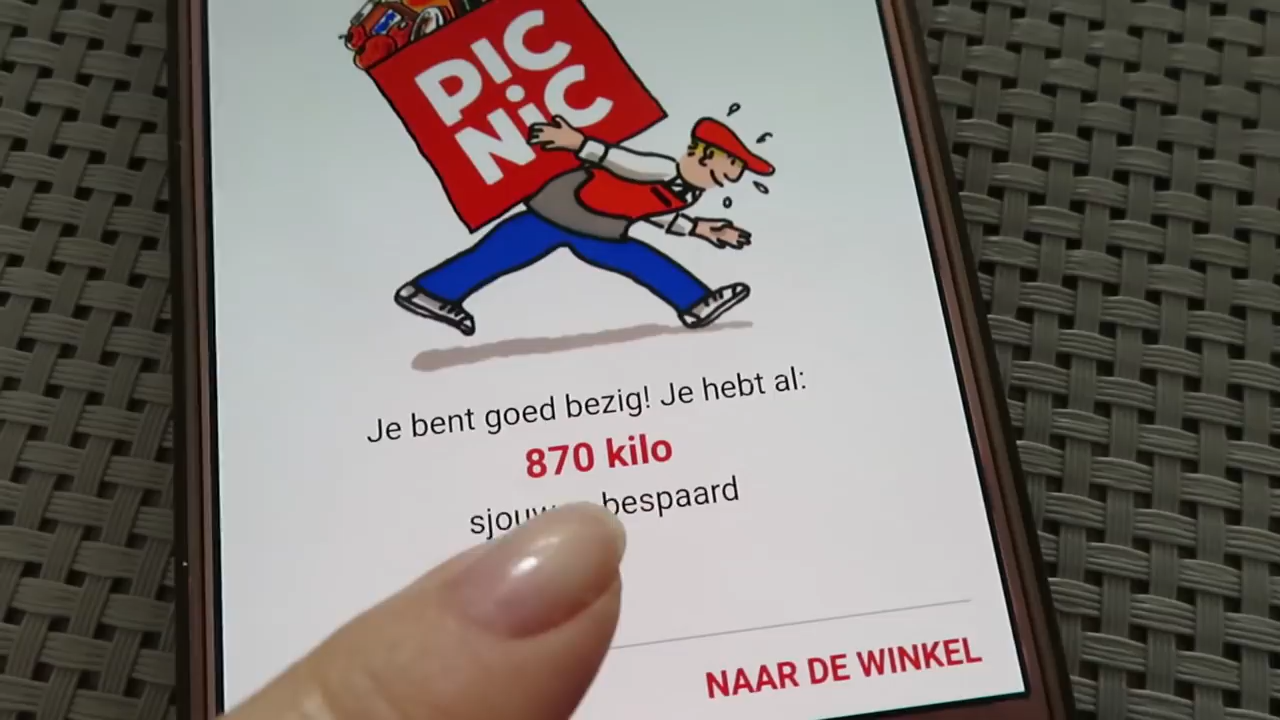 PiC
NiC
Je bent goed bezig! Je hebt al:
870 kilo
bespaard
NAAR DE WINKEL